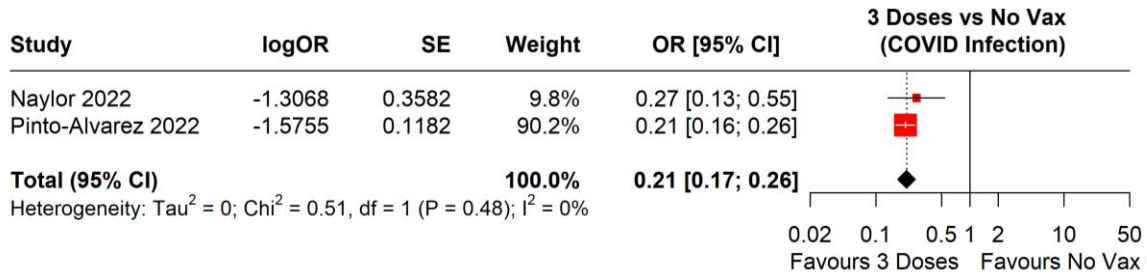 3 Doses vs No Vax
Study logOR SE Weight OR [95% CI] (COVID Infection)
Naylor 2022 -1.3068 0.3582 9.8% 0.27 [0.13; 0.55]
Pinto-Alvarez 2022 -1.5755 0.1182 90.2% 0.21 [0.16; 0.26]
Total (95% CI) 100.0% 0.21 [0.17; 0.26]
Heterogeneity: Tau² = 0; Chi² = 0.51, df = 1 (P = 0.48); I² = 0%
0.02 0.1 0.5 1 2 10 50
Favours 3 Doses Favours No Vax